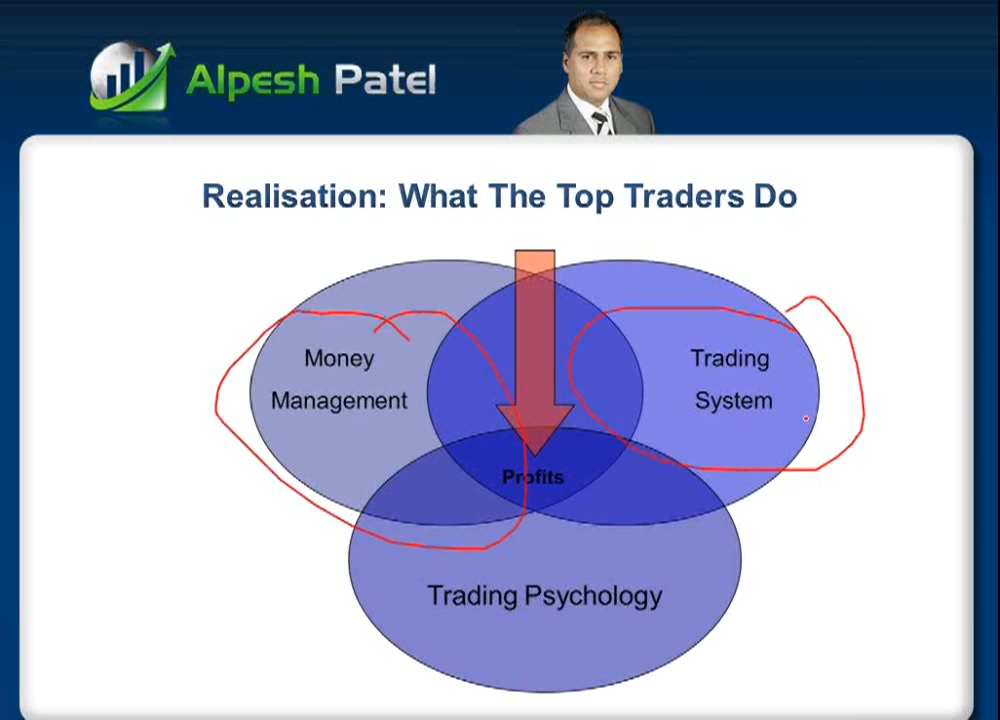 Alpesh Patel
Realisation: What The Top Traders Do
Money
Management
Trading
System
Profits
Trading Psychology